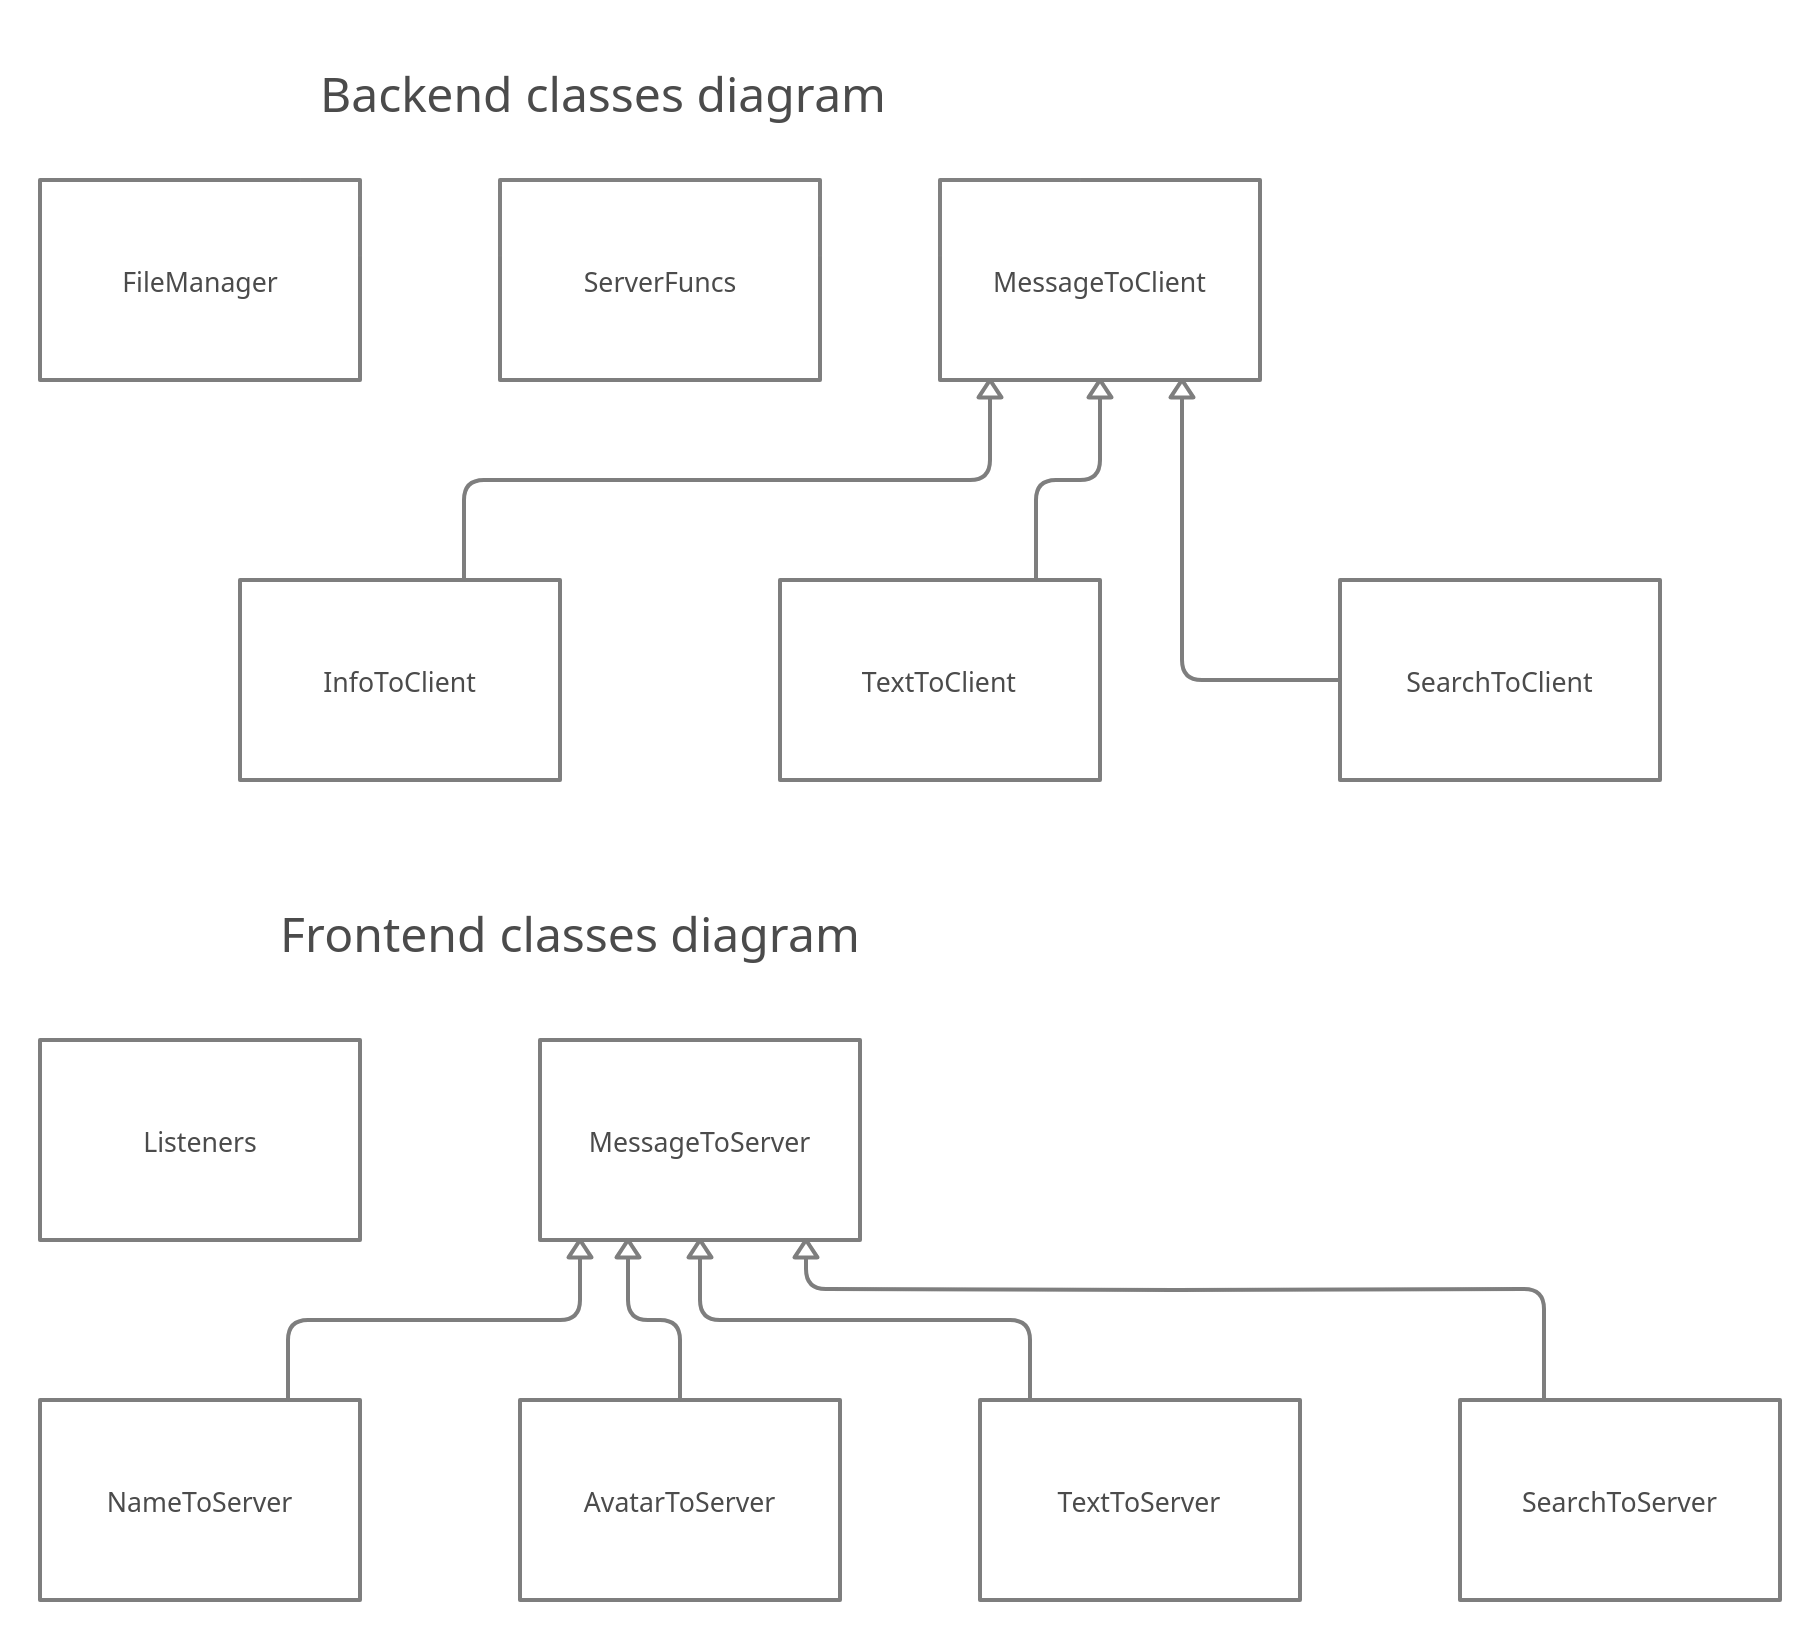 Backend classes diagram
FileManager
ServerFuncs
MessageToClient
InfoToClient
TextToClient
SearchToClient
Frontend classes diagram
Listeners
MessageToServer
NameToServer
AvatarToServer
TextToServer
SearchToServer